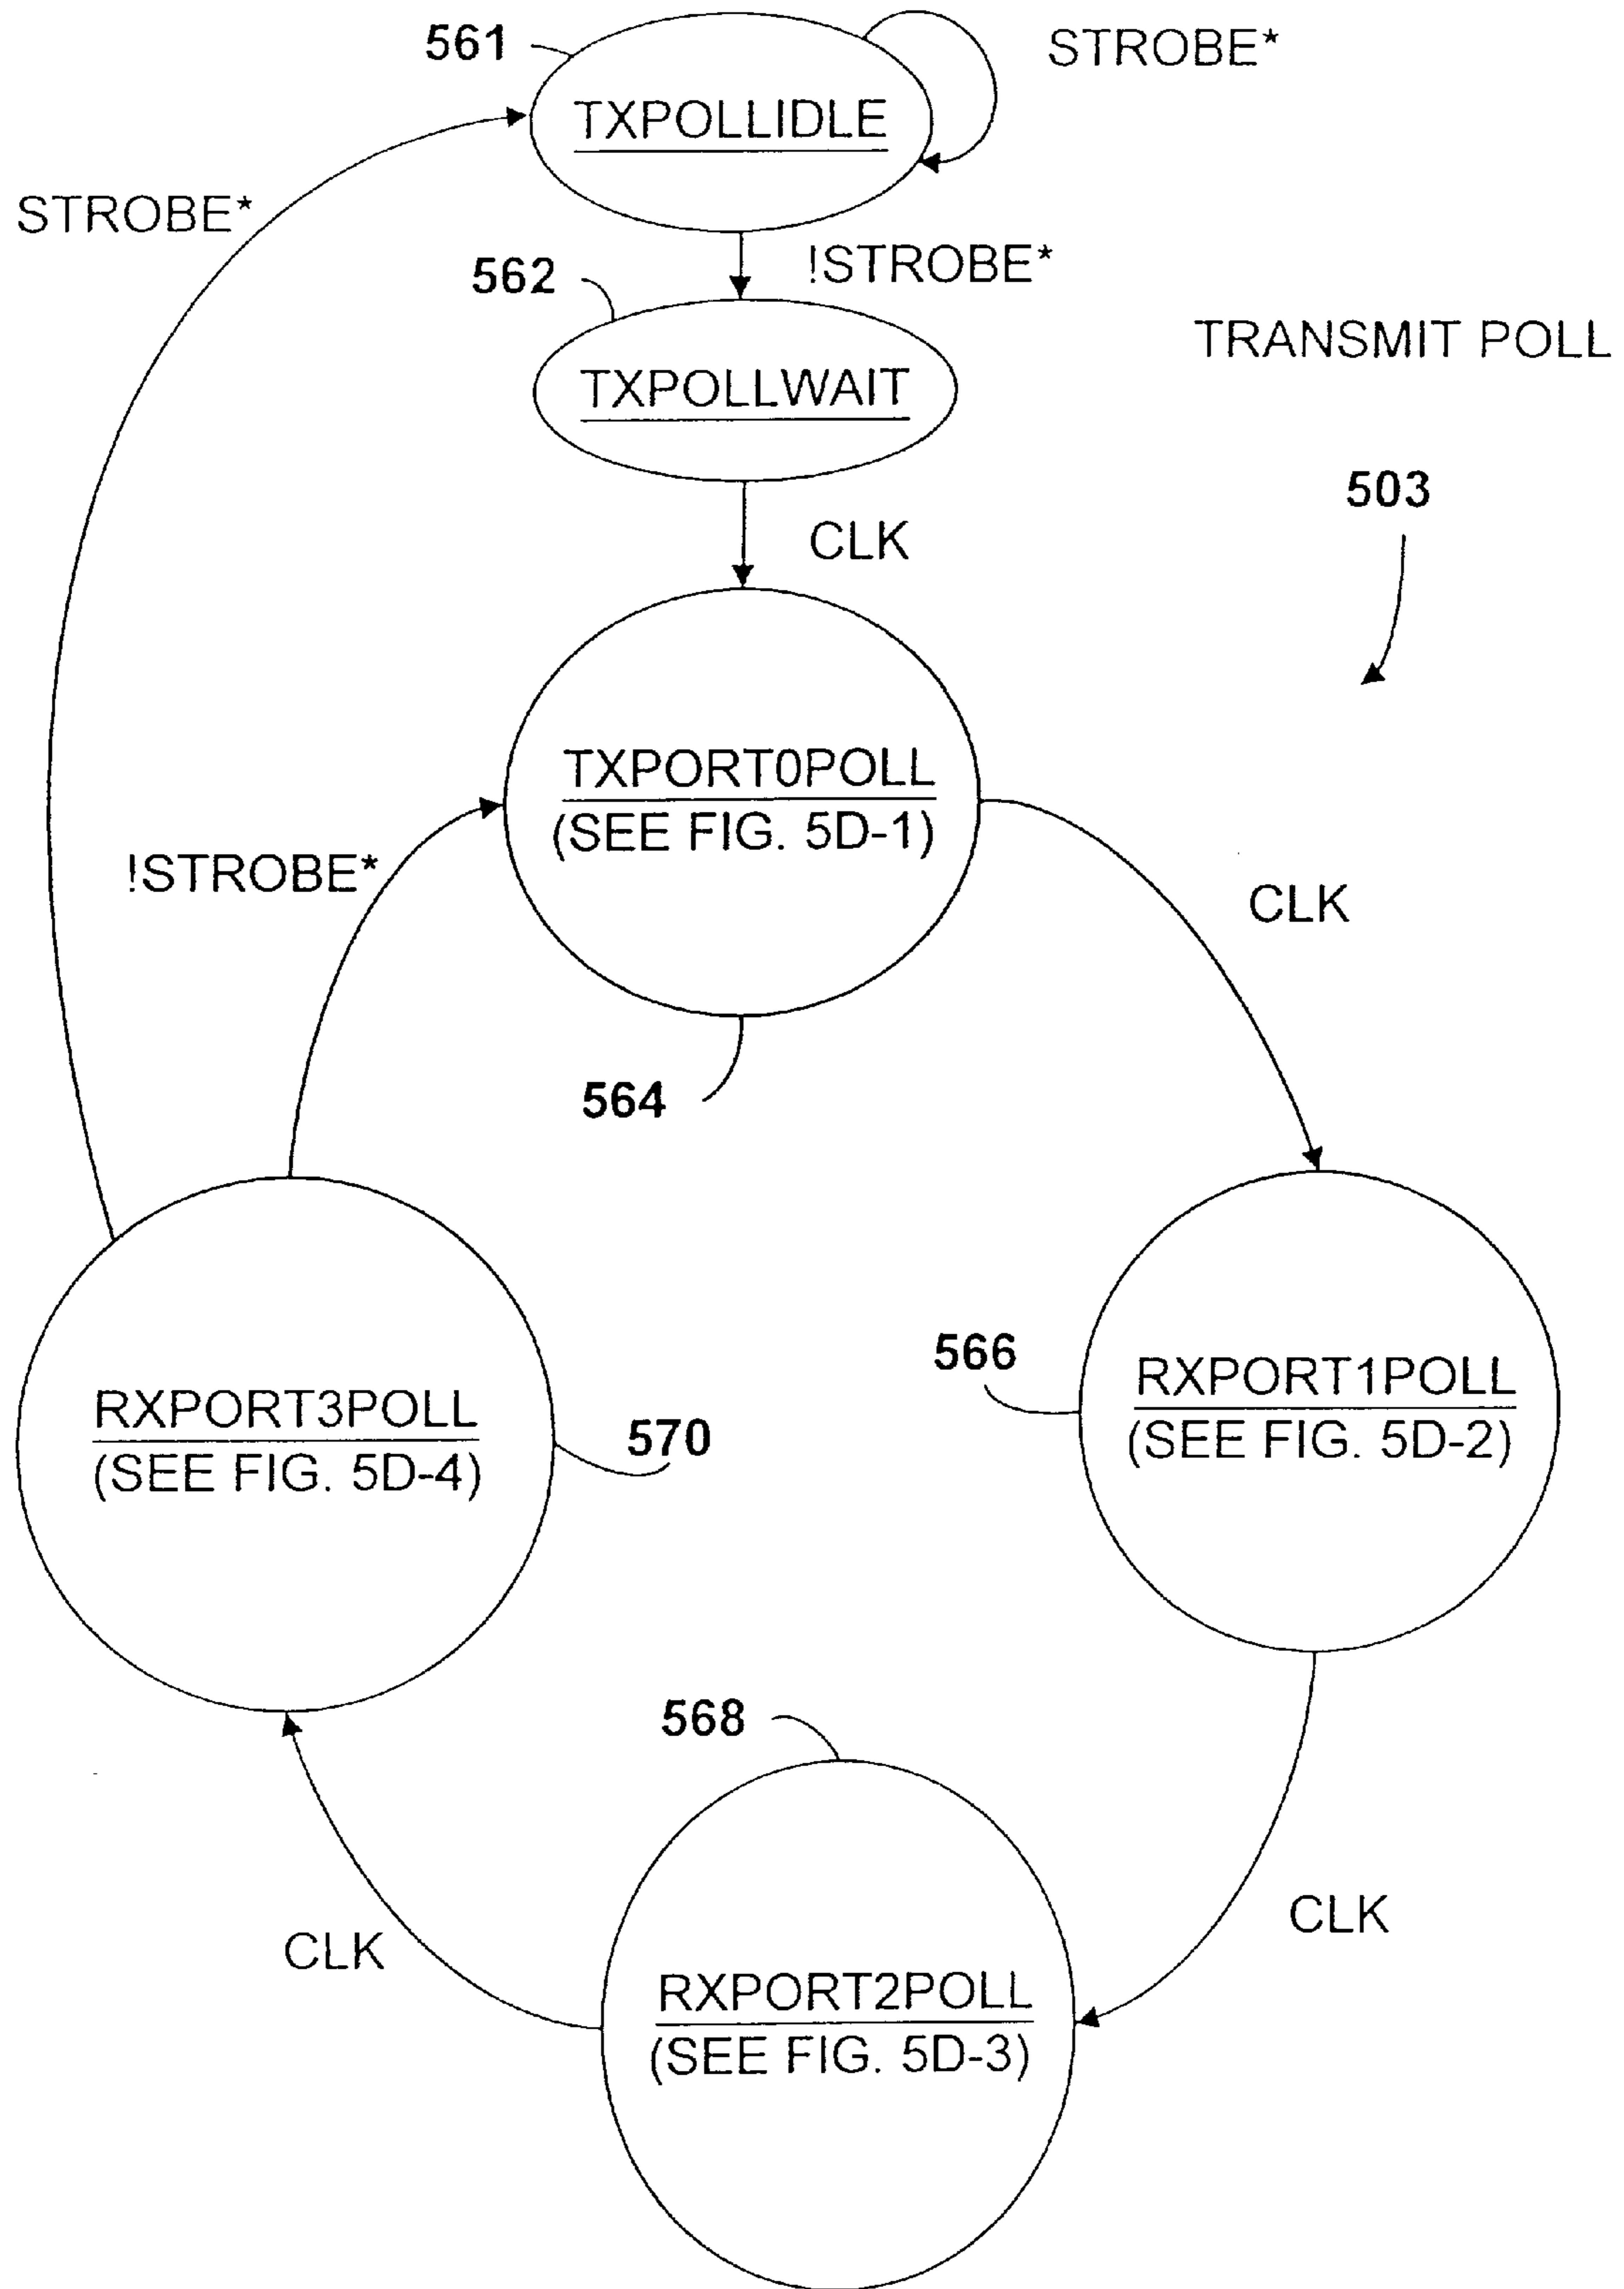 561
STROBE*
TXPOLLIDLE
STROBE*
!STROBE*
562
TRANSMIT POLL
TXPOLLWAIT
503
CLK
TXPORT0POLL
(SEE FIG. 5D-1)
!STROBE*
CLK
564
566
RXPORT1POLL
(SEE FIG. 5D-2)
RXPORT3POLL
(SEE FIG. 5D-4)
570
568
CLK
CLK
RXPORT2POLL
(SEE FIG. 5D-3)